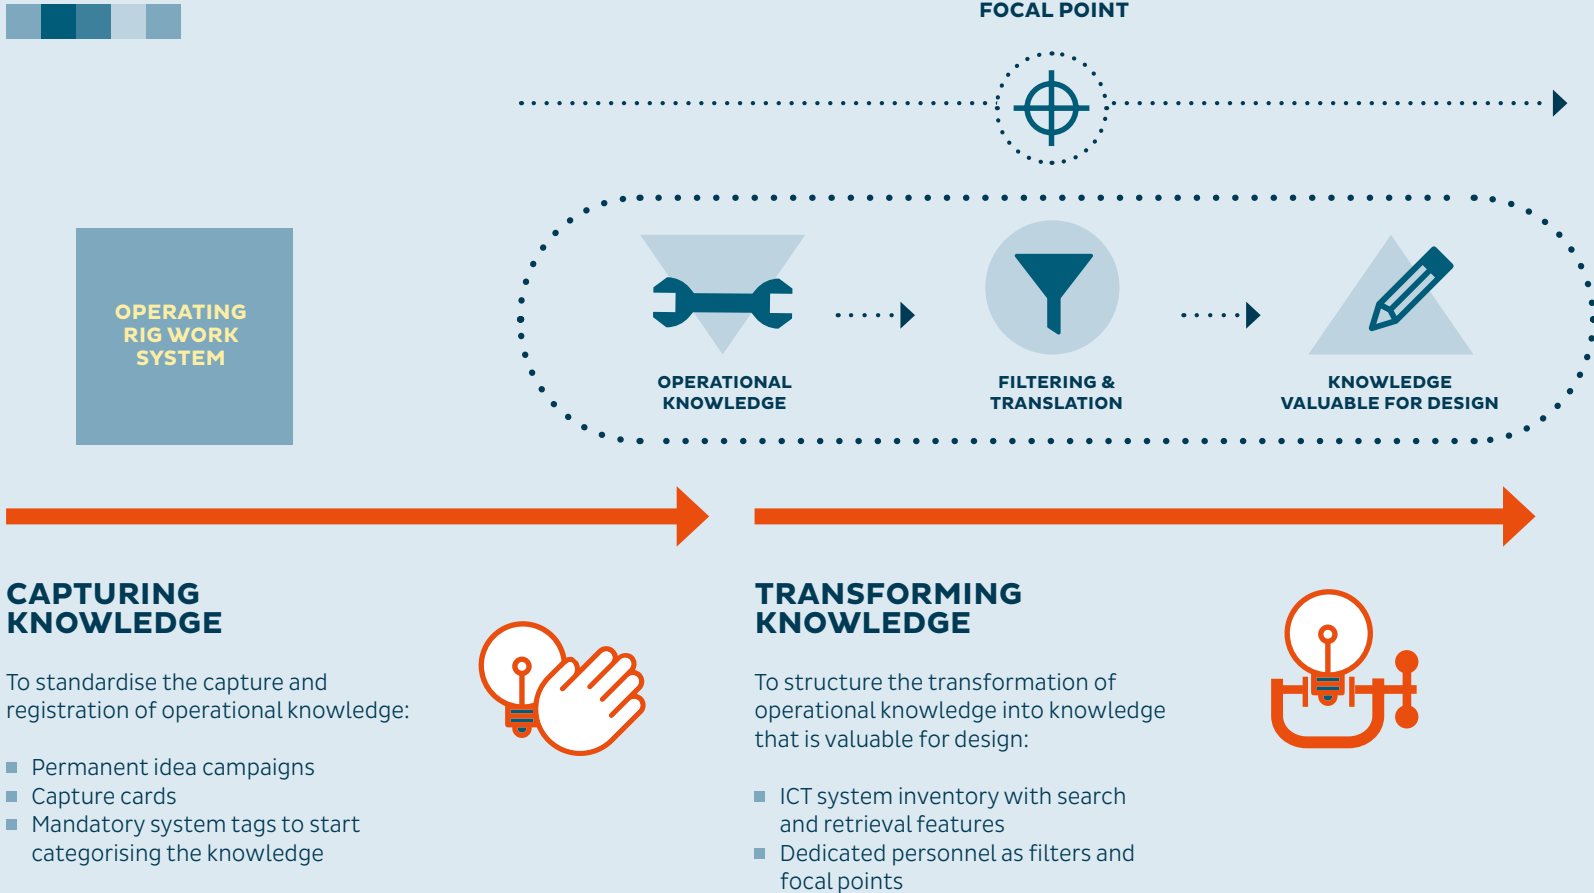 FOCAL POINT
OPERATING
RIG WORK
SYSTEM
OPERATIONAL
KNOWLEDGE
FILTERING &
TRANSLATION
KNOWLEDGE
VALUABLE FOR DESIGN
CAPTURING
KNOWLEDGE
To standardise the capture and
registration of operational knowledge:
Permanent idea campaigns
Capture cards
Mandatory system tags to start
categorising the knowledge
TRANSFORMING
KNOWLEDGE
To structure the transformation of
operational knowledge into knowledge
that is valuable for design:
ICT system inventory with search
and retrieval features
Dedicated personnel as filters and
focal points